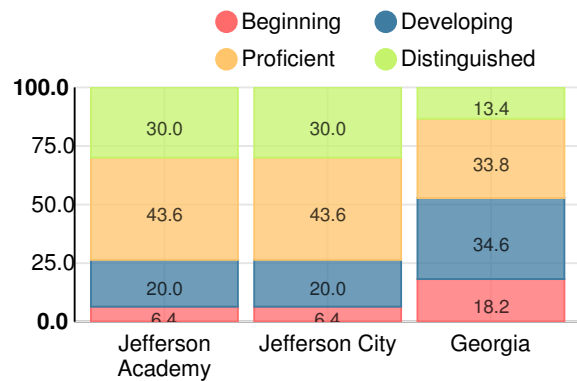 Beginning
Developing
Proficient
Distinguished
100.0
75.0
50.0
25.0
0.0
30.0
43.6
20.0
6.4
30.0
43.6
20.0
6.4
13.4
33.8
34.6
18.2
Jefferson
Academy
Jefferson City
Georgia